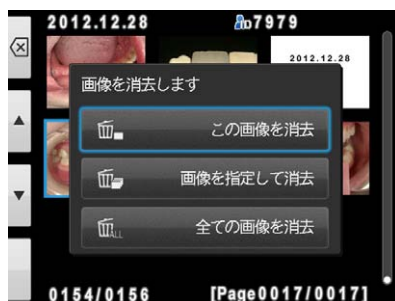 2012.12.28 ID7979
2012.12.28
画像を消去します
この画像を消去
画像を指定して消去
ALL 全ての画像を消去
0154/0156 [Page0017/0017]